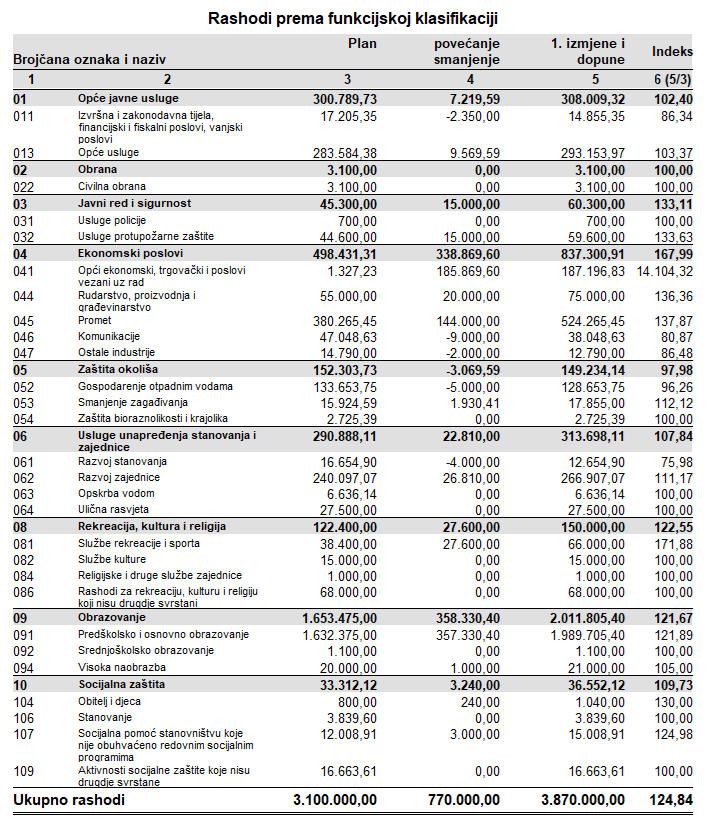 Rashodi prema funkcijskoj klasifikaciji
Brojčana oznaka i naziv Plan povećanje smanjenje 1. izmjene i dopune Indeks
1 2 3 4 5 6 (5/3)
01 Opće javne usluge 300.789,73 7.219,59 308.009,32 102,40
011 Izvršna i zakonodavna tijela, 17.205,35 -2.350,00 14.855,35 86,34
financijski i fiskalni poslovi, vanjski
poslovi
013 Opće usluge 283.584,38 9.569,59 293.153,97 103,37
02 Obrana 3.100,00 0,00 3.100,00 100,00
022 Civilna obrana 3.100,00 0,00 3.100,00 100,00
03 Javni red i sigurnost 45.300,00 15.000,00 60.300,00 133,11
031 Usluge policije 700,00 0,00 700,00 100,00
032 Usluge protupožarne zaštite 44.600,00 15.000,00 59.600,00 133,63
04 Ekonomski poslovi 498.431,31 338.869,60 837.300,91 167,99
041 Opći ekonomski, trgovački i poslovi 1.327,23 185.869,60 187.196,83 14.104,32
vezani uz rad
044 Rudarstvo, proizvodnja i 55.000,00 20.000,00 75.000,00 136,36
građevinarstvo
045 Promet 380.265,45 144.000,00 524.265,45 137,87
046 Komunikacije 47.048,63 -9.000,00 38.048,63 80,87
047 Ostale industrije 14.790,00 -2.000,00 12.790,00 86,48
05 Zaštita okoliša 152.303,73 -3.069,59 149.234,14 97,98
052 Gospodarenje otpadnim vodama 133.653,75 -5.000,00 128.653,75 96,26
053 Smanjenje zagađivanja 15.924,59 1.930,41 17.855,00 112,12
054 Zaštita bioraznolikosti i krajolika 2.725,39 0,00 2.725,39 100,00
06 Usluge unapređenja stanovanja i 290.888,11 22.810,00 313.698,11 107,84
zajednice
061 Razvoj stanovanja 16.654,90 -4.000,00 12.654,90 75,98
062 Razvoj zajednice 240.097,07 26.810,00 266.907,07 111,17
063 Opskrba vodom 6.636,14 0,00 6.636,14 100,00
064 Ulična rasvjeta 27.500,00 0,00 27.500,00 100,00
08 Rekreacija, kultura i religija 122.400,00 27.600,00 150.000,00 122,55
081 Službe rekreacije i sporta 38.400,00 27.600,00 66.000,00 171,88
082 Službe kulture 15.000,00 0,00 15.000,00 100,00
084 Religijske i druge službe zajednice 1.000,00 0,00 1.000,00 100,00
086 Rashodi za rekreaciju, kulturu i religiju 68.000,00 0,00 68.000,00 100,00
koji nisu drugdje svrstani
09 Obrazovanje 1.653.475,00 358.330,40 2.011.805,40 121,67
091 Predškolsko i osnovno obrazovanje 1.632.375,00 357.330,40 1.989.705,40 121,89
092 Srednjoškolsko obrazovanje 1.100,00 0,00 1.100,00 100,00
094 Visoka naobrazba 20.000,00 1.000,00 21.000,00 105,00
10 Socijalna zaštita 33.312,12 3.240,00 36.552,12 109,73
104 Obitelj i djeca 800,00 240,00 1.040,00 130,00
106 Stanovanje 3.839,60 0,00 3.839,60 100,00
107 Socijalna pomoć stanovništvu koje 12.008,91 3.000,00 15.008,91 124,98
nije obuhvaćeno redovnim socijalnim
programima
109 Aktivnosti socijalne zaštite koje nisu 16.663,61 0,00 16.663,61 100,00
drugdje svrstane
Ukupno rashodi 3.100.000,00 770.000,00 3.870.000,00 124,84